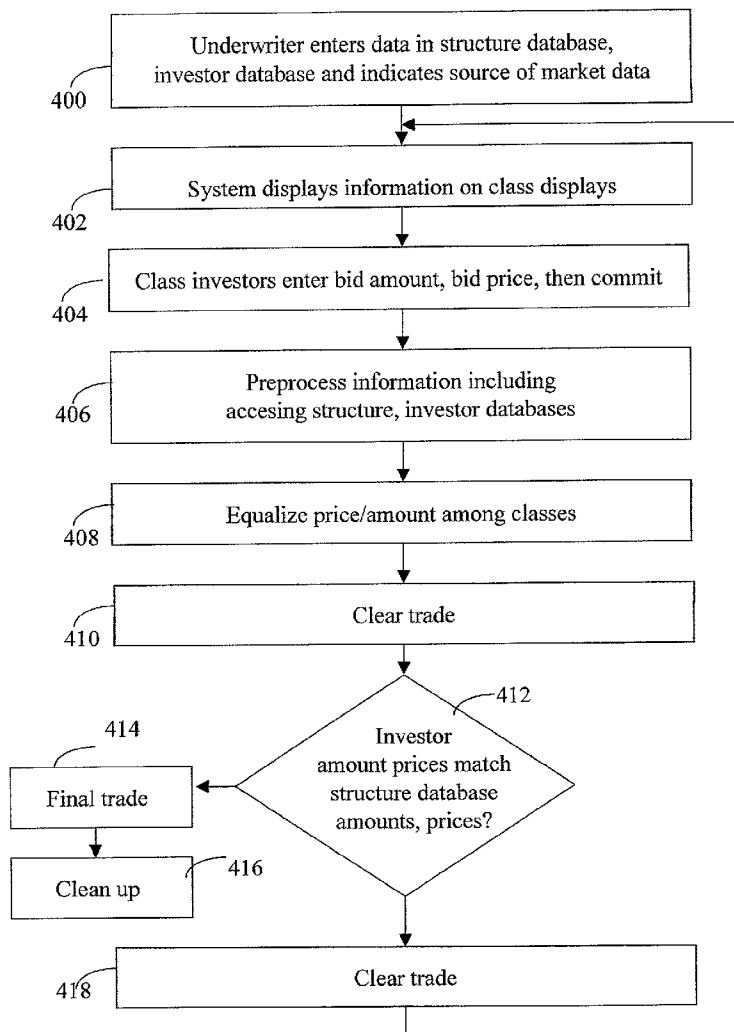 Underwriter enters data in structure database,
investor database and indicates source of market data
400
System displays information on class displays
402
Class investors enter bid amount, bid price, then commit
404
Preprocess information including
accesing structure, investor databases
406
Equalize price/amount among classes
408
Clear trade
410
412
Investor
amount prices match
structure database
amounts, prices?
414
Final trade
Clean up
416
Clear trade
418